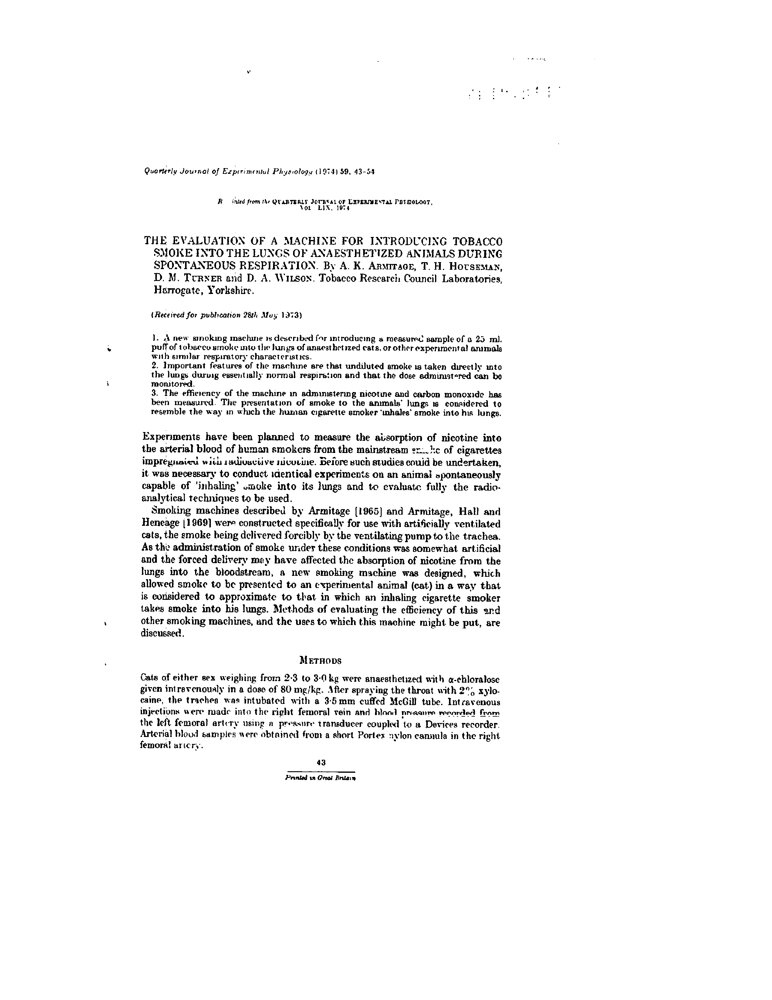 Quarterly Journal of Experimental Physiology (1974) 59, 43-54
from the QUARTERLY JOURNAL OF EXPERIMENTAL PHYSIOLOGY,
VOL. LIX, 1974
THE EVALUATION OF A MACHINE FOR INTRODUCING TOBACCO
SMOKE INTO THE LUNGS OF ANAESTHETIZED ANIMALS DURING
SPONTANEOUS RESPIRATION. By A. K. ARMITAGE, T. H. HOUSEMAN,
D. M. TURNER and D. A. WILSON. Tobacco Research Council Laboratories,
Harrogate, Yorkshire.
(Received for publication 28th May 1973)
1. A new smoking machine is described for introducing a measured sample of a 25 ml.
puff of tobacco smoke into the lungs of anaesthetized cats, or other experimental animals
with similar respiratory characteristics.
2. Important features of the machine are that undiluted smoke is taken directly into
the lungs during essentially normal respiration and that the dose administered can be
monitored.
3. The efficiency of the machine in administering nicotine and carbon monoxide has
been measured. The presentation of smoke to the animals' lungs is considered to
resemble the way in which the human cigarette smoker 'inhales' smoke into his lungs.
Experiments have been planned to measure the absorption of nicotine into
the arterial blood of human smokers from the mainstream smoke of cigarettes
impregnated with radioactive nicotine. Before such studies could be undertaken,
it was necessary to conduct identical experiments on an animal spontaneously
capable of 'inhaling' smoke into its lungs and to evaluate fully the radio-
analytical techniques to be used.
Smoking machines described by Armitage [1965] and Armitage, Hall and
Heneage [1969] were constructed specifically for use with artificially ventilated
cats, the smoke being delivered forcibly by the ventilating pump to the trachea.
As the administration of smoke under these conditions was somewhat artificial
and the forced delivery may have affected the absorption of nicotine from the
lungs into the bloodstream, a new smoking machine was designed, which
allowed smoke to be presented to an experimental animal (cat) in a way that
is considered to approximate to that in which an inhaling cigarette smoker
takes smoke into his lungs. Methods of evaluating the efficiency of this and
other smoking machines, and the uses to which this machine might be put, are
discussed.
METHODS
Cats of either sex weighing from 2·3 to 3·0 kg were anaesthetized with α-chloralose
given intravenously in a dose of 80 mg/kg. After spraying the throat with 2% xylo-
caine, the trachea was intubated with a 3·5 mm cuffed McGill tube. Intravenous
injections were made into the right femoral vein and blood pressure recorded from
the left femoral artery using a pressure transducer coupled to a Devices recorder.
Arterial blood samples were obtained from a short Portex nylon cannula in the right
femoral artery.
43
Printed in Great Britain